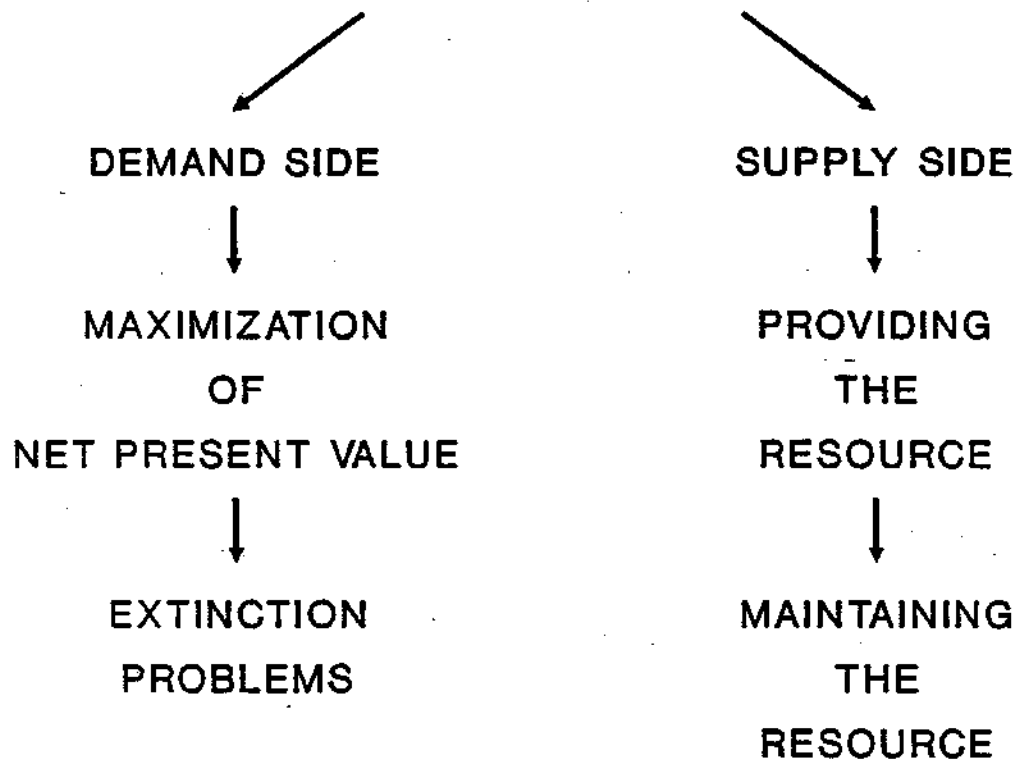 DEMAND SIDE
MAXIMIZATION
OF
NET PRESENT VALUE
EXTINCTION
PROBLEMS
SUPPLY SIDE
PROVIDING
THE
RESOURCE
MAINTAINING
THE
RESOURCE